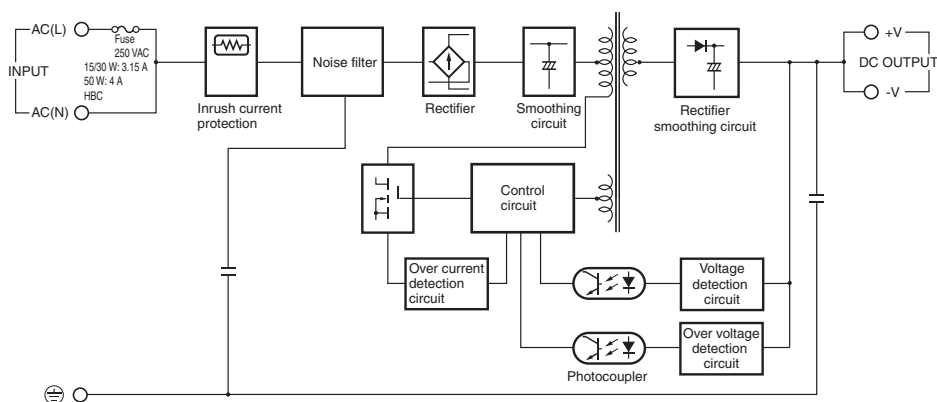 AC(L)
Fuse
250 VAC
15/30 W: 3.15 A
50 W: 4 A
HBC
INPUT
AC(N)
Inrush current
protection
Noise filter
Rectifier
Smoothing
circuit
Rectifier
smoothing circuit
+V
DC OUTPUT
-V
Control
circuit
Over current
detection
circuit
Voltage
detection
circuit
Over voltage
detection
circuit
Photocoupler